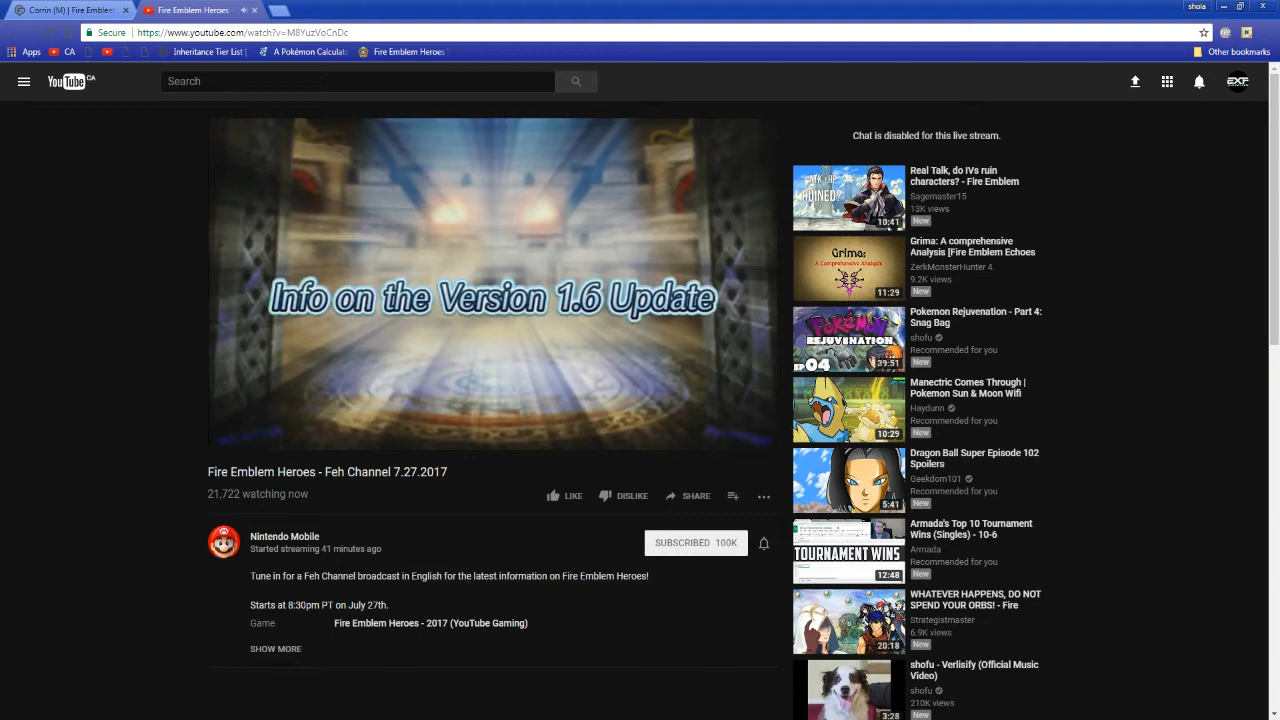 Corrin (M) | Fire Emblem
Fire Emblem Heroes -
shola
Secure
https://www.youtube.com/watch?v=M8YuzVoCnDc
Apps
CA
Inheritance Tier List |
A Pokémon Calculato
Fire Emblem Heroes
Other bookmarks
YouTube CA
Search
EXF
Info on the Version 1.6 Update
Fire Emblem Heroes - Feh Channel 7.27.2017
21,722 watching now
LIKE
DISLIKE
SHARE
Nintendo Mobile
Started streaming 41 minutes ago
SUBSCRIBED 100K
Tune in for a Feh Channel broadcast in English for the latest information on Fire Emblem Heroes!
Starts at 8:30pm PT on July 27th.
Game
Fire Emblem Heroes - 2017 (YouTube Gaming)
SHOW MORE
Chat is disabled for this live stream.
RUINED?
10:41
Real Talk, do IVs ruin
characters? - Fire Emblem
Sagemaster15
13K views
New
Grima:
A Comprehensive Analysis
11:29
Grima: A comprehensive
Analysis [Fire Emblem Echoes
ZerkMonsterHunter 4
9.2K views
New
POKéMON
REJUVENATION
EP 04
39:51
Pokemon Rejuvenation - Part 4:
Snag Bag
shofu
Recommended for you
New
10:29
Manectric Comes Through |
Pokemon Sun & Moon Wifi
Haydunn
Recommended for you
New
5:41
Dragon Ball Super Episode 102
Spoilers
Geekdom101
Recommended for you
New
TOURNAMENT WINS
12:48
Armada's Top 10 Tournament
Wins (Singles) - 10-6
Armada
Recommended for you
New
20:18
WHATEVER HAPPENS, DO NOT
SPEND YOUR ORBS! - Fire
Strategistmaster
6.9K views
New
3:28
shofu - Verlisify (Official Music
Video)
shofu
210K views
New